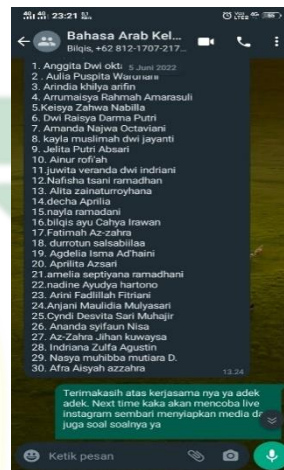 23:21
Bahasa Arab Kel...
Bilqis, +62 812-1707-217...
5 Juni 2022
1. Anggita Dwi okt
2 . Aulia Puspita
3. Arindia khilya arifin
4. Arrumaisya Rahmah Amarasuli
5.Keisya Zahwa Nabilla
6. Dwi Raisya Darma Putri
7. Amanda Najwa Octaviani
8. kayla muslimah dwi jayanti
9. Jelita Putri Absari
10. Ainur rofi'ah
11.juwita veranda dwi indriani
12.Nafisha tsani ramadhan
13. Alita zainaturroyhana
14.decha Aprilia
15.nayla ramadani
16.bilqis ayu Cahya Irawan
17.Fatimah Az-zahra
18. durrotun salsabiilaa
19. Agdelia Isma Ad'haini
20. Aprilita Azsari
21.amelia septiyana ramadhani
22.nadine Ayudya hartono
23. Arini Fadlillah Fitriani
24.Anjani Maulidia Mulyasari
25.Cyndi Desvita Sari Muhajir
26. Ananda syifaun Nisa
27. Az-Zahra Jihan kuwaysa
28. Indriana Zulfa Agustin
29. Nasya muhibba mutiara D.
30. Afra Aisyah azzahra
13.24
Terimakasih atas kerjasama nya ya adek
adek. Next time kaka akan mencoba live
instagram sembari menyiapkan media da
juga soal soalnya ya
Ketik pesan